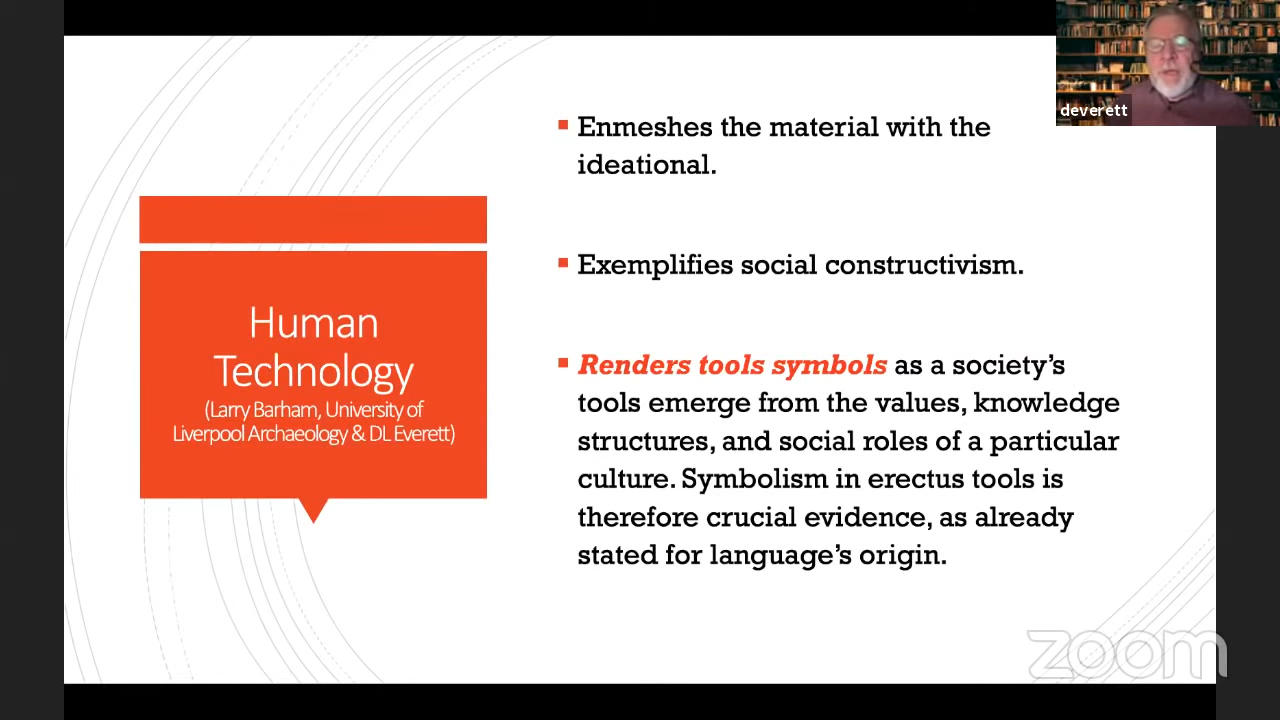 deverett
Enmeshes the material with the
ideational.
Exemplifies social constructivism.
Human
Technology
(Larry Barham, University of
Liverpool Archaeology & DL Everett)
Renders tools symbols as a society's
tools emerge from the values, knowledge
structures, and social roles of a particular
culture. Symbolism in erectus tools is
therefore crucial evidence, as already
stated for language's origin.
zoom